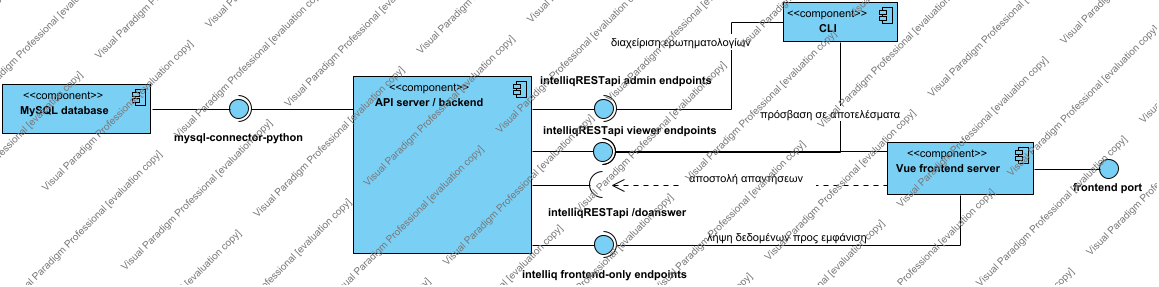 <<component>>
CLI
διαχείριση ερωτηματολογίων
intelliqRESTapi admin endpoints
<<component>>
MySQL database
<<component>>
API server / backend
mysql-connector-python
πρόσβαση σε αποτελέσματα
intelliqRESTapi viewer endpoints
<<component>>
Vue frontend server
αποστολή απαντήσεων
frontend port
intelliqRESTapi /doanswer
λήψη δεδομένων προς εμφάνιση
intelliq frontend-only endpoints
Visual Paradigm Professional [evaluation copy]